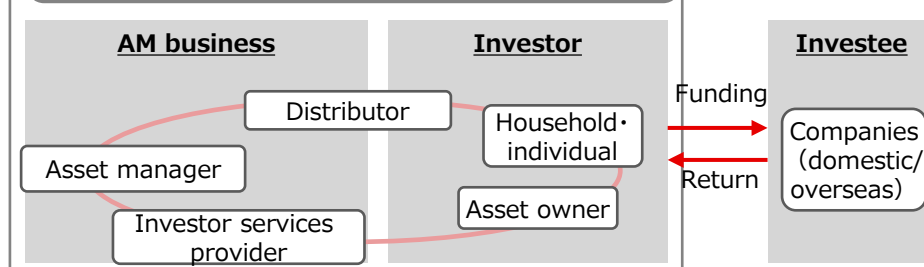 AM business
Investor
Investee
Distributor
Household・
individual
Asset manager
Asset owner
Investor services
provider
Funding
Return
Companies
（domestic/
overseas）